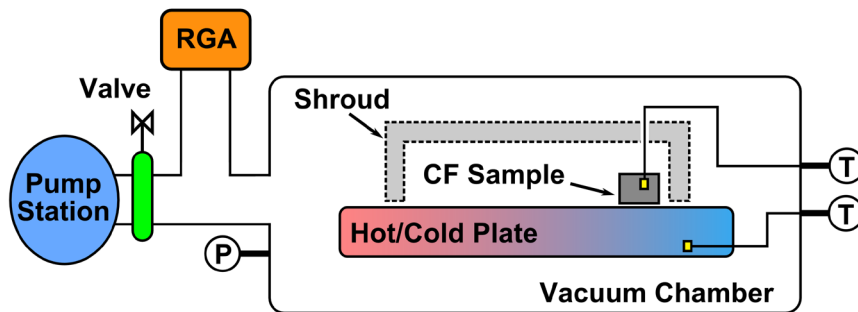 RGA
Valve
Shroud
Pump
Station
CF Sample
T
T
Hot/Cold Plate
P
Vacuum Chamber